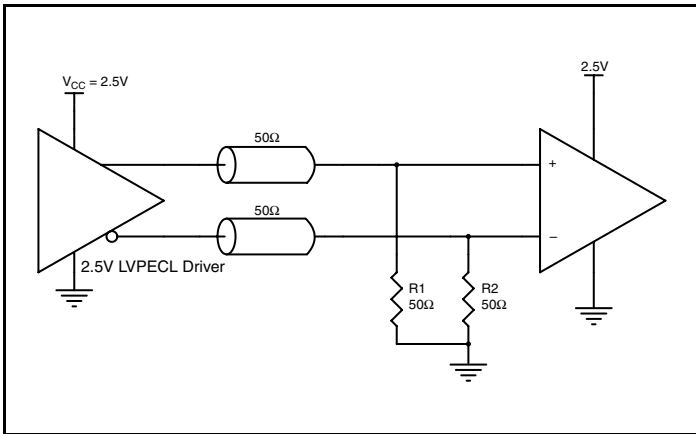 V_CC = 2.5V
2.5V
50Ω
50Ω
+
−
2.5V LVPECL Driver
R1
50Ω
R2
50Ω